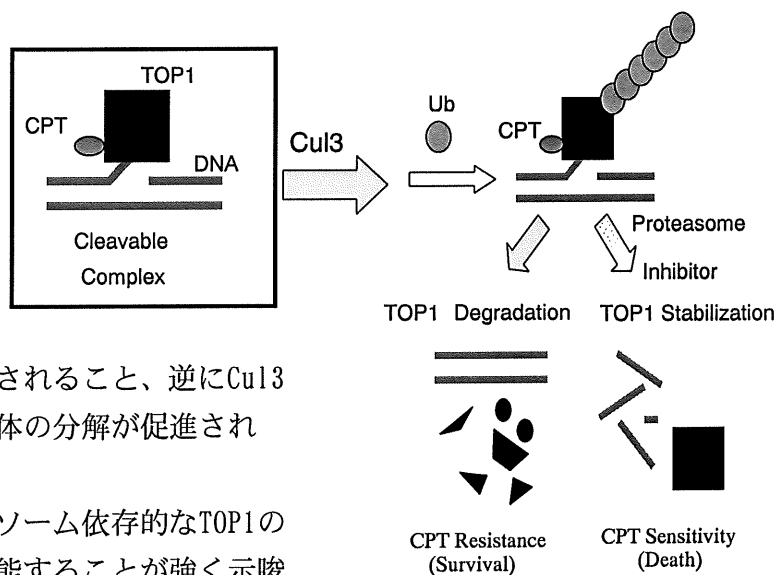 TOP1
CPT
DNA
Cleavable
Complex
Cul3
Ub
CPT
Proteasome
Inhibitor
TOP1 Degradation
TOP1 Stabilization
CPT Resistance
(Survival)
CPT Sensitivity
(Death)
されること、逆にCul3
体の分解が促進され
ソーム依存的なTOP1の
能することが強く示唆